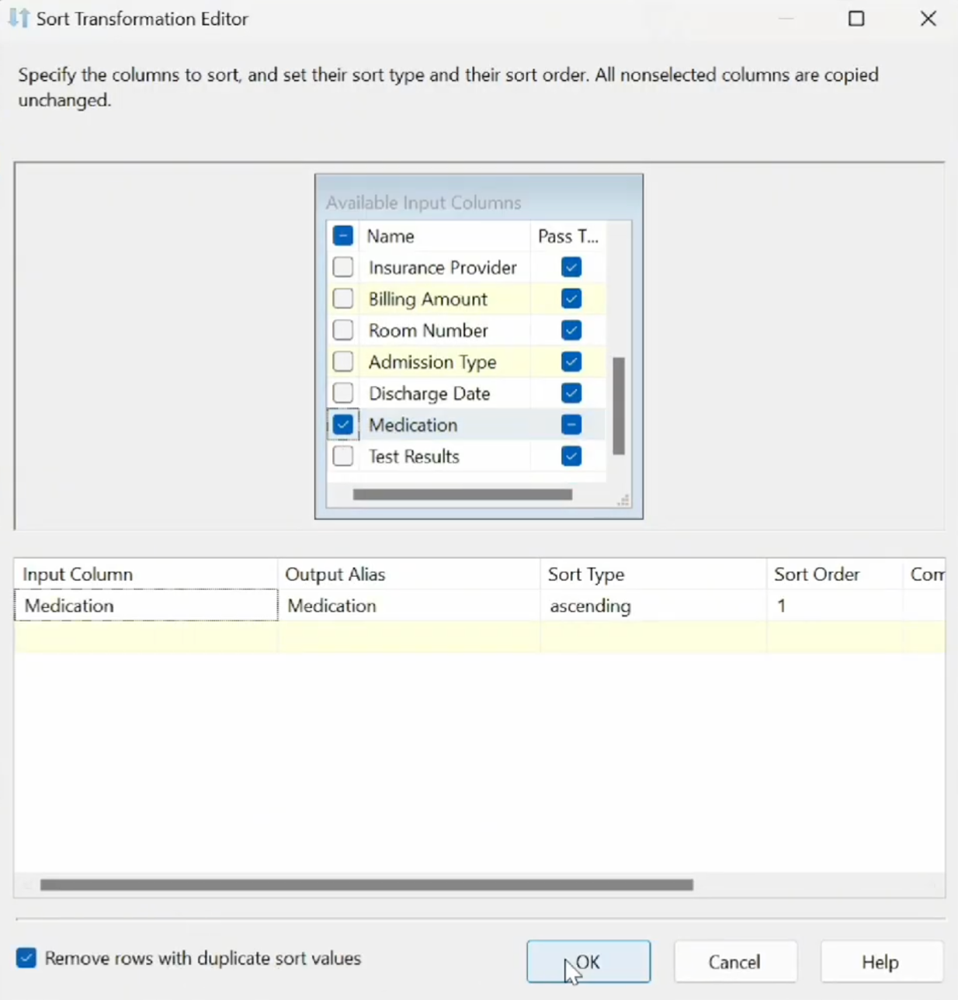 Sort Transformation Editor
Specify the columns to sort, and set their sort type and their sort order. All nonselected columns are copied
unchanged.
Available Input Columns
Name Pass T...
Insurance Provider
Billing Amount
Room Number
Admission Type
Discharge Date
Medication
Test Results
Input Column Output Alias Sort Type Sort Order Com
Medication Medication ascending 1
Remove rows with duplicate sort values OK Cancel Help